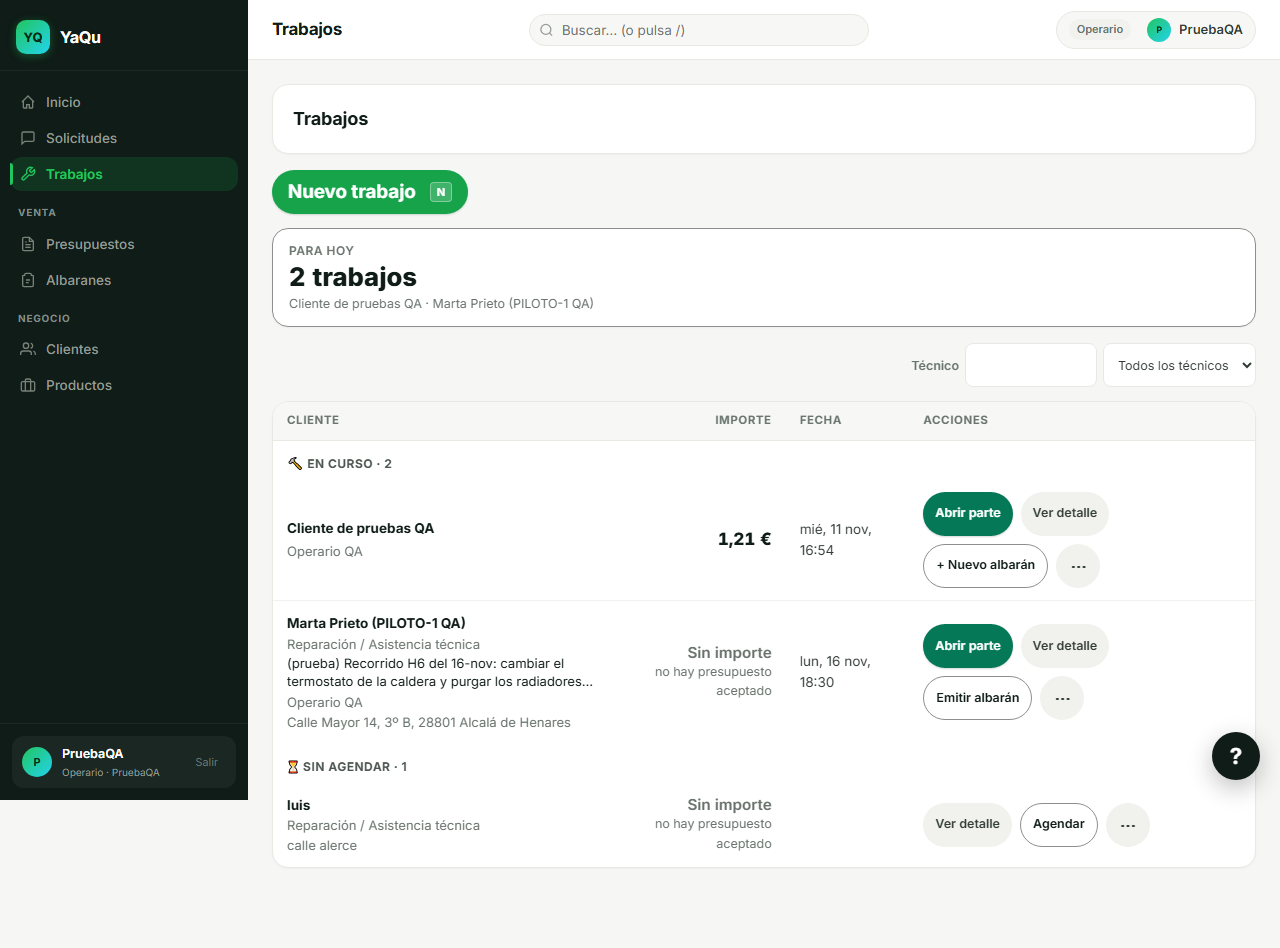 YQ YaQu
Inicio
Solicitudes
Trabajos
VENTA
Presupuestos
Albaranes
NEGOCIO
Clientes
Productos
P PruebaQA
Operario · PruebaQA
Salir
Trabajos
Buscar... (o pulsa /)
Operario P PruebaQA
Trabajos
Nuevo trabajo N
PARA HOY
2 trabajos
Cliente de pruebas QA · Marta Prieto (PILOTO-1 QA)
Técnico Todos los técnicos
CLIENTE IMPORTE FECHA ACCIONES
🔨 EN CURSO · 2
Cliente de pruebas QA
Operario QA
1,21 €
mié, 11 nov,
16:54
Abrir parte Ver detalle
+ Nuevo albarán ···
Marta Prieto (PILOTO-1 QA)
Reparación / Asistencia técnica
(prueba) Recorrido H6 del 16-nov: cambiar el
termostato de la caldera y purgar los radiadores...
Operario QA
Calle Mayor 14, 3º B, 28801 Alcalá de Henares
Sin importe
no hay presupuesto
aceptado
lun, 16 nov,
18:30
Abrir parte Ver detalle
Emitir albarán ···
⏳ SIN AGENDAR · 1
luis
Reparación / Asistencia técnica
calle alerce
Sin importe
no hay presupuesto
aceptado
Ver detalle Agendar ···
?